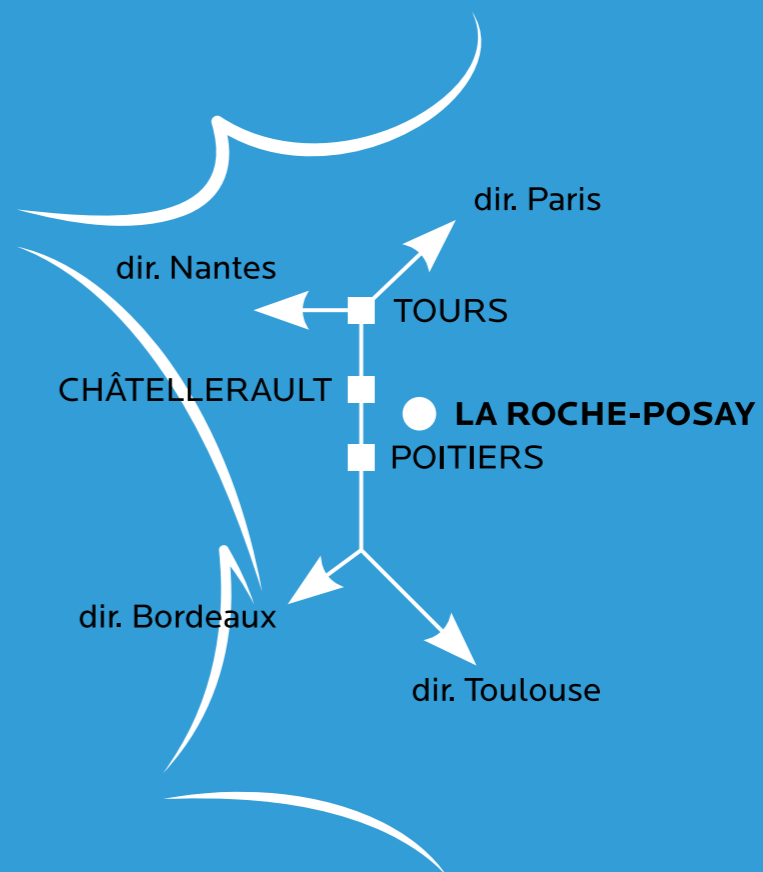 dir. Paris
dir. Nantes
TOURS
CHÂTELLERAULT
LA ROCHE-POSAY
POITIERS
dir. Bordeaux
dir. Toulouse